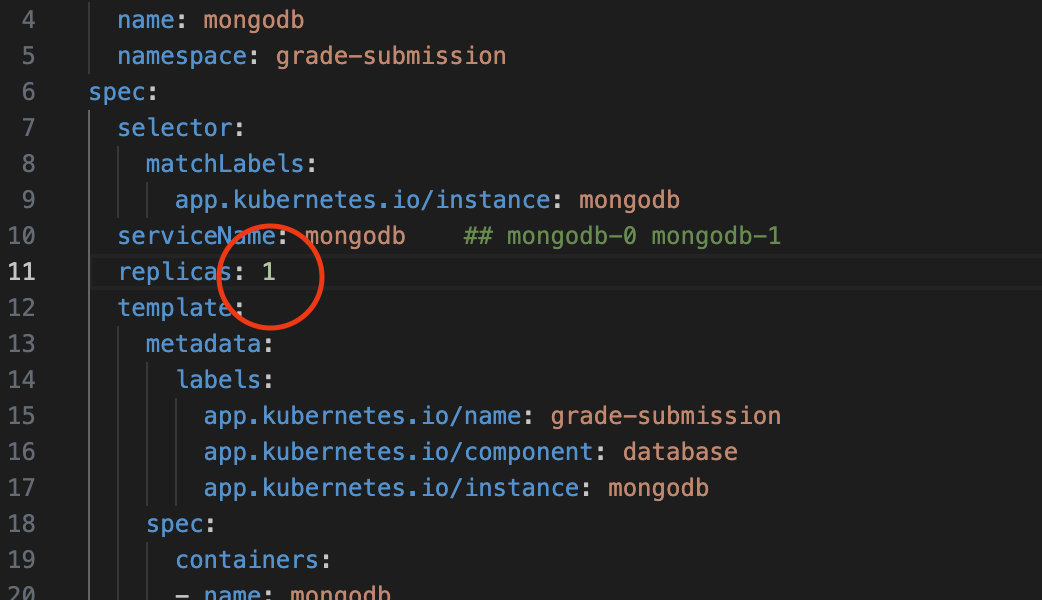 4 name: mongodb
5 namespace: grade-submission
6 spec:
7 selector:
8 matchLabels:
9 app.kubernetes.io/instance: mongodb
10 serviceName: mongodb ## mongodb-0 mongodb-1
11 replicas: 1
12 template:
13 metadata:
14 labels:
15 app.kubernetes.io/name: grade-submission
16 app.kubernetes.io/component: database
17 app.kubernetes.io/instance: mongodb
18 spec:
19 containers:
20 - name: mongodb